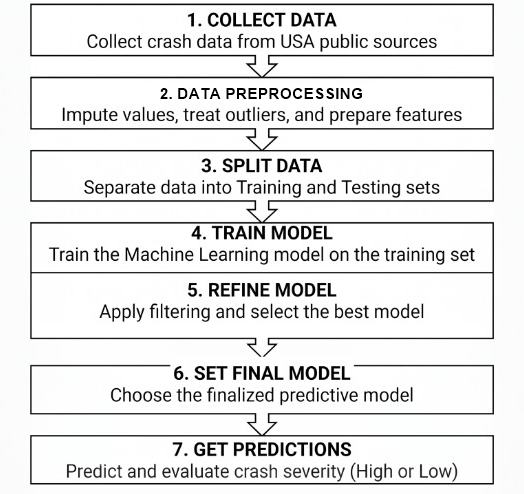 1. COLLECT DATA
Collect crash data from USA public sources
2. DATA PREPROCESSING
Impute values, treat outliers, and prepare features
3. SPLIT DATA
Separate data into Training and Testing sets
4. TRAIN MODEL
Train the Machine Learning model on the training set
5. REFINE MODEL
Apply filtering and select the best model
6. SET FINAL MODEL
Choose the finalized predictive model
7. GET PREDICTIONS
Predict and evaluate crash severity (High or Low)